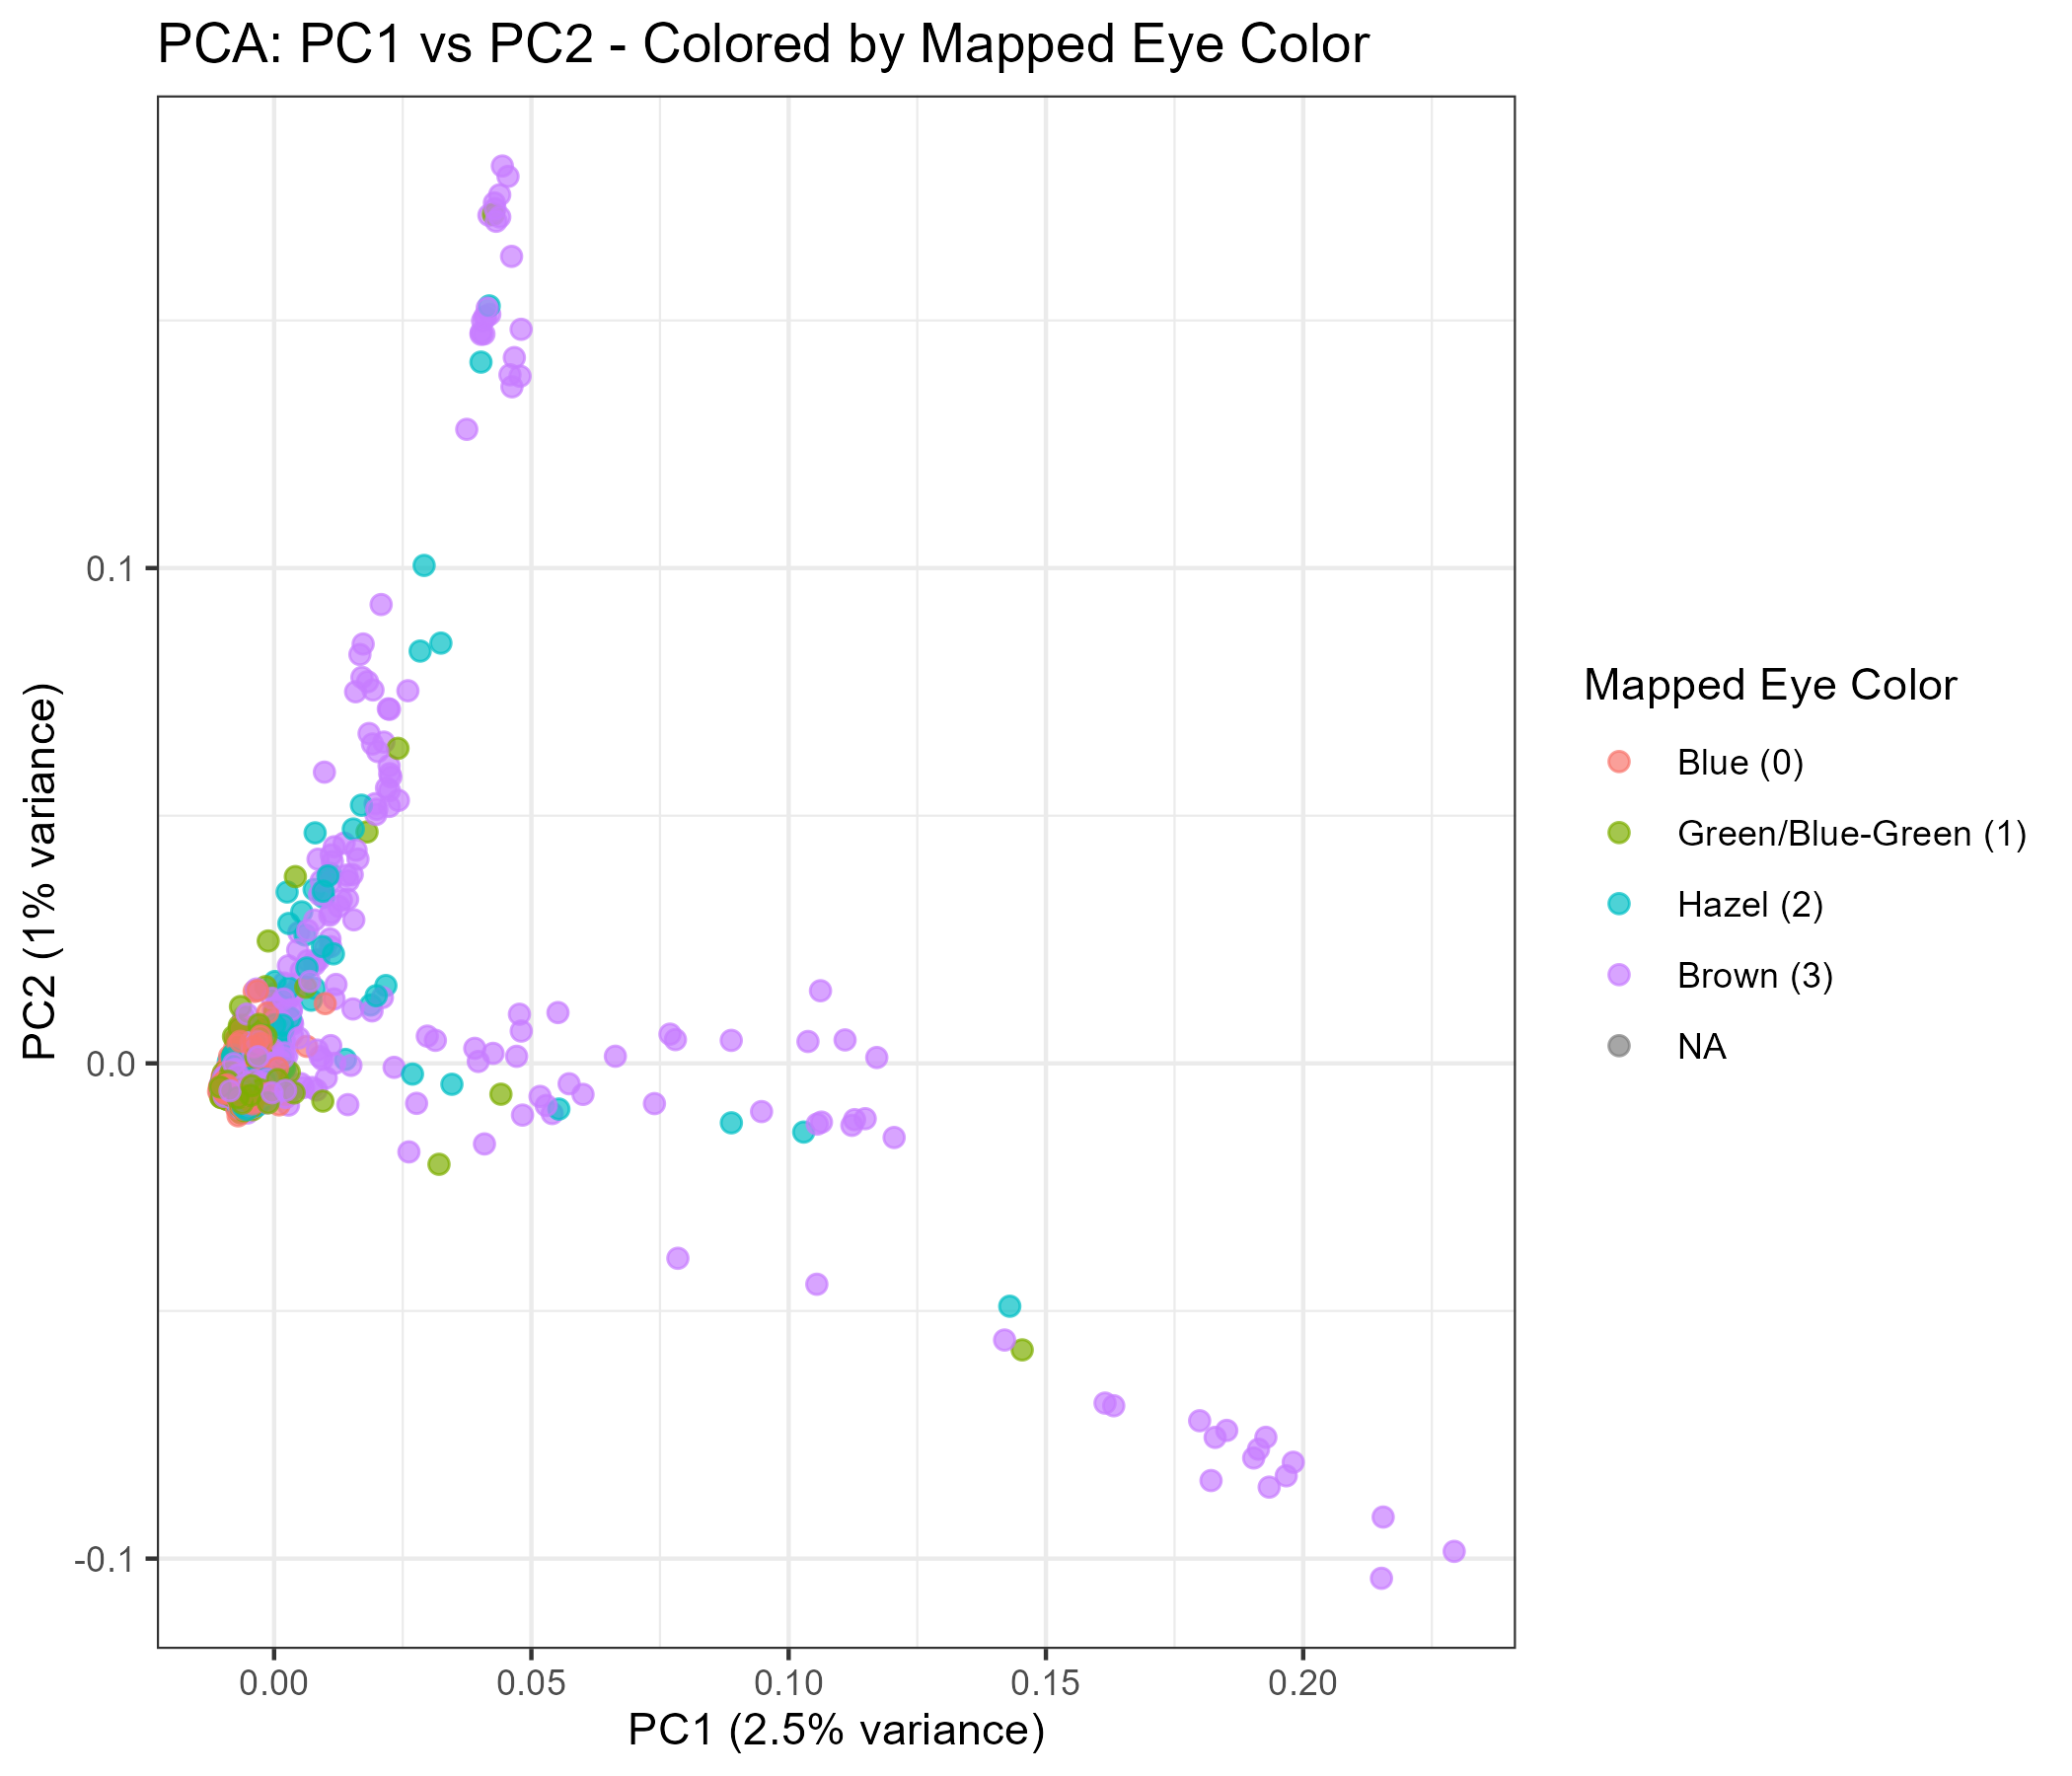 PCA: PC1 vs PC2 - Colored by Mapped Eye Color
PC2 (1% variance)
0.1
0.0
-0.1
0.00
0.05
0.10
0.15
0.20
PC1 (2.5% variance)
Mapped Eye Color
Blue (0)
Green/Blue-Green (1)
Hazel (2)
Brown (3)
NA